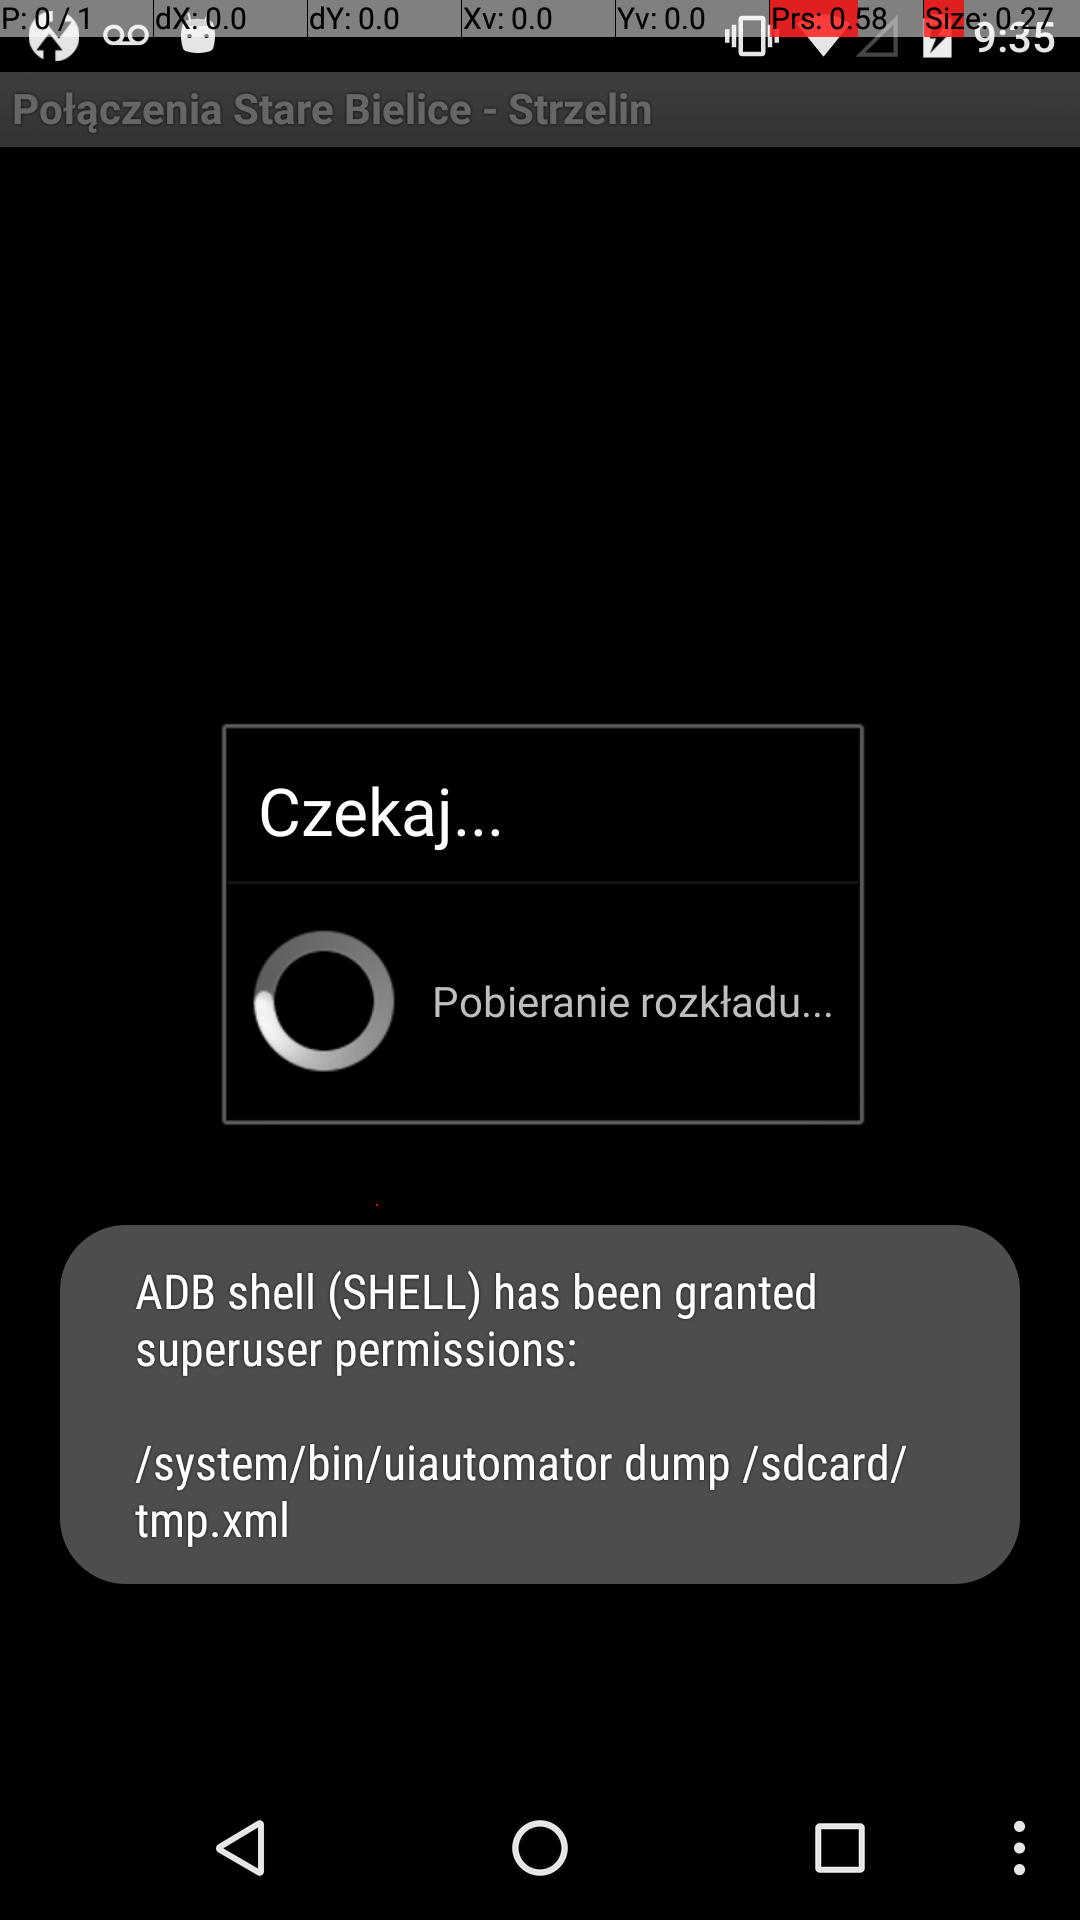 P: 0 / 1 dX: 0.0 dY: 0.0 Xv: 0.0 Yv: 0.0 Prs: 0.58 Size: 0.27
9:35
Połączenia Stare Bielice - Strzelin
Czekaj...
Pobieranie rozkładu...
ADB shell (SHELL) has been granted
superuser permissions:
/system/bin/uiautomator dump /sdcard/
tmp.xml